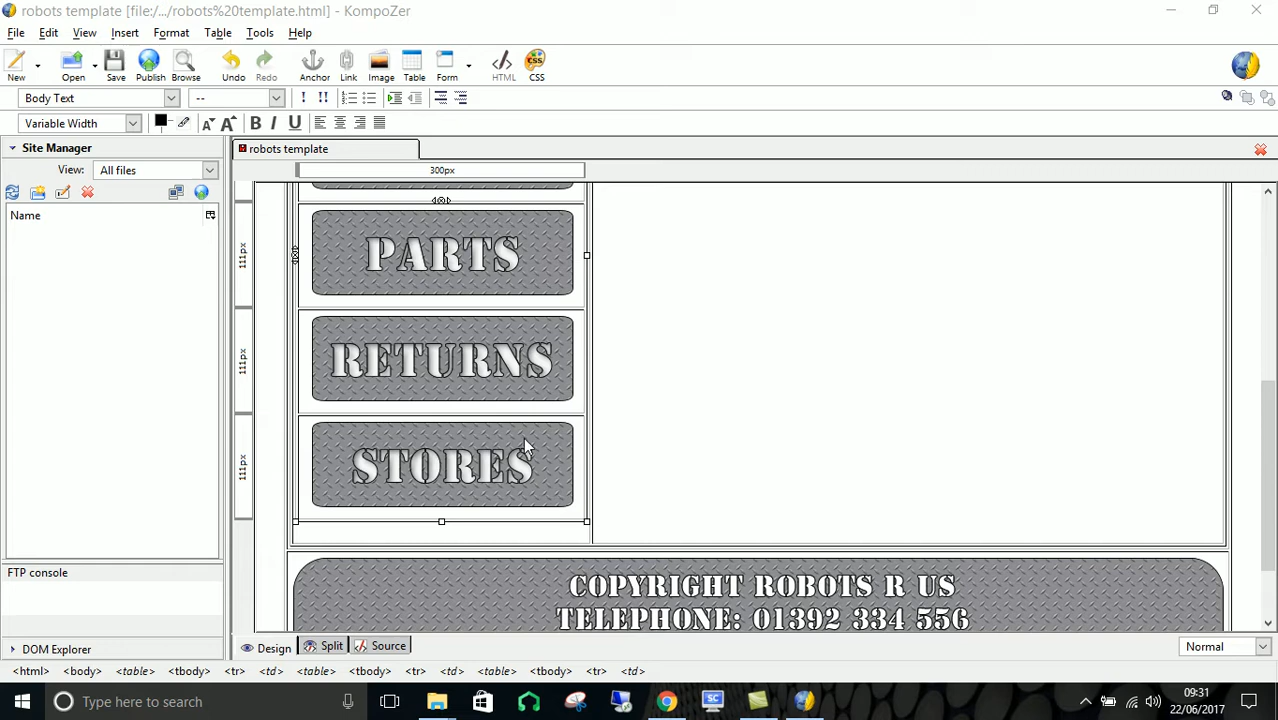 robots template [file:/.../robots%20template.html] - KompoZer
File Edit View Insert Format Table Tools Help
New Open Save Publish Browse Undo Redo Anchor Link Image Table Form HTML CSS
Body Text --
! !!
Variable Width A A B I U
Site Manager
robots template
View: All files
300px
Name
PARTS
111px
RETURNS
111px
STORES
111px
FTP console
COPYRIGHT ROBOTS R US
TELEPHONE: 01392 334 556
DOM Explorer
Design Split Source Normal
<html> <body> <table> <tbody> <tr> <td> <table> <tbody> <tr> <td> <table> <tbody> <tr> <td>
Type here to search
SC
09:31
22/06/2017